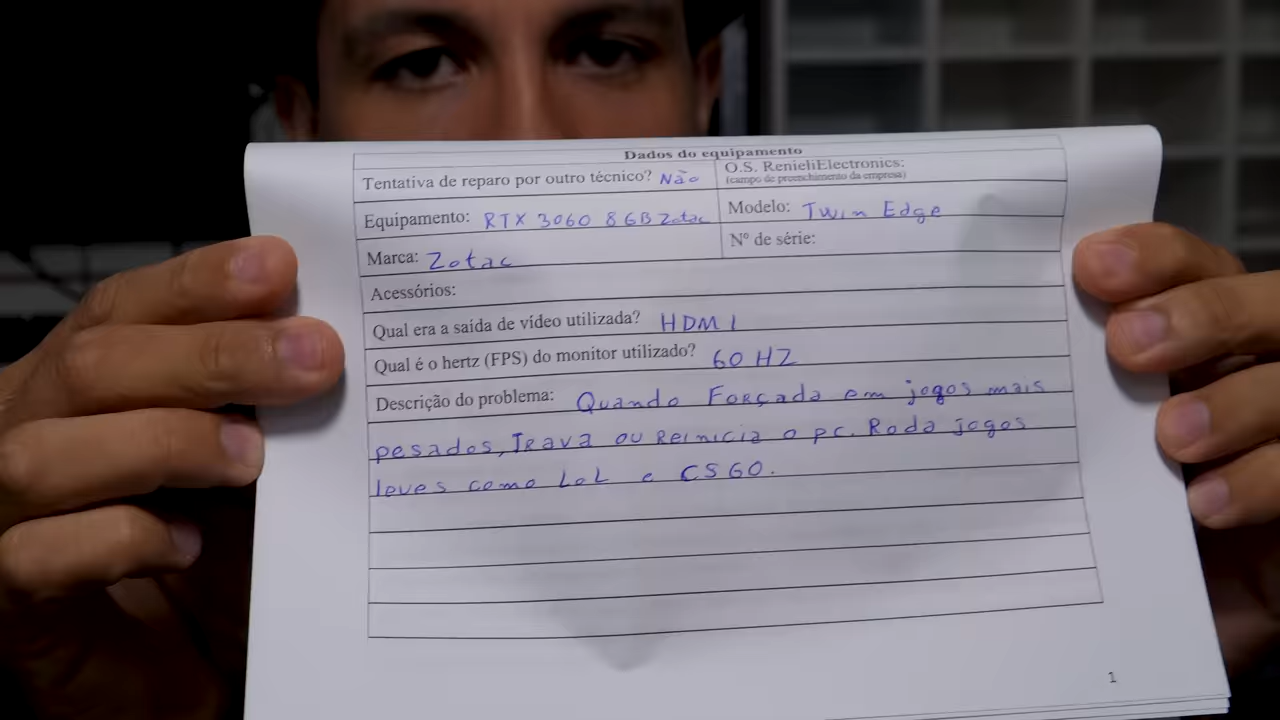 Dados do equipamento
Tentativa de reparo por outro técnico? Não
O.S. RenieliElectronics:
(campo de preenchimento da empresa)
Equipamento: RTX 3060 8GB Zotac
Modelo: Twin Edge
Marca: Zotac
Nº de série:
Acessórios:
Qual era a saída de vídeo utilizada? HDMI
Qual é o hertz (FPS) do monitor utilizado? 60 HZ
Descrição do problema: Quando Forçada em jogos mais
pesados, Trava ou Reinicia o pc. Roda jogos
leves como LoL e CSGO.
1